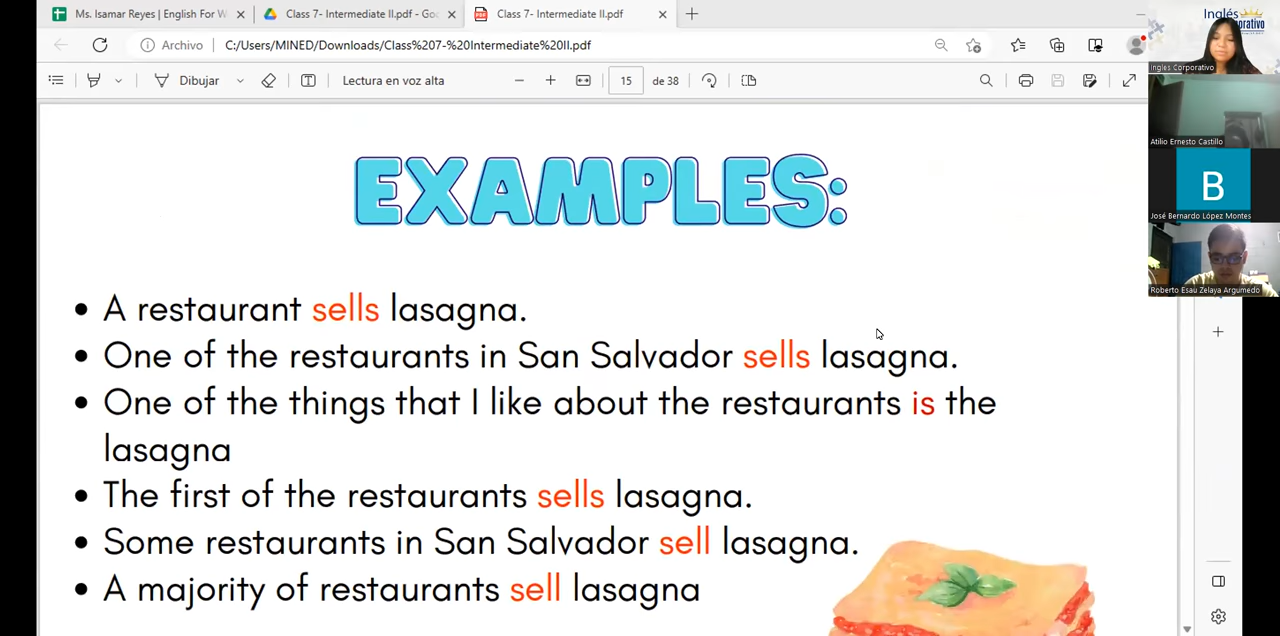 Ms. Isamar Reyes | English For W
Class 7- Intermediate II.pdf - Goo
Class 7- Intermediate II.pdf
Archivo
C:/Users/MINED/Downloads/Class%207-%20Intermediate%20II.pdf
Dibujar
Lectura en voz alta
15
de 38
EXAMPLES:
• A restaurant sells lasagna.
• One of the restaurants in San Salvador sells lasagna.
• One of the things that I like about the restaurants is the
lasagna
• The first of the restaurants sells lasagna.
• Some restaurants in San Salvador sell lasagna.
• A majority of restaurants sell lasagna
Inglés
Inglés Corporativo
Atilio Ernesto Castillo
B
José Bernardo López Montes
Roberto Esau Zelaya Argumedo